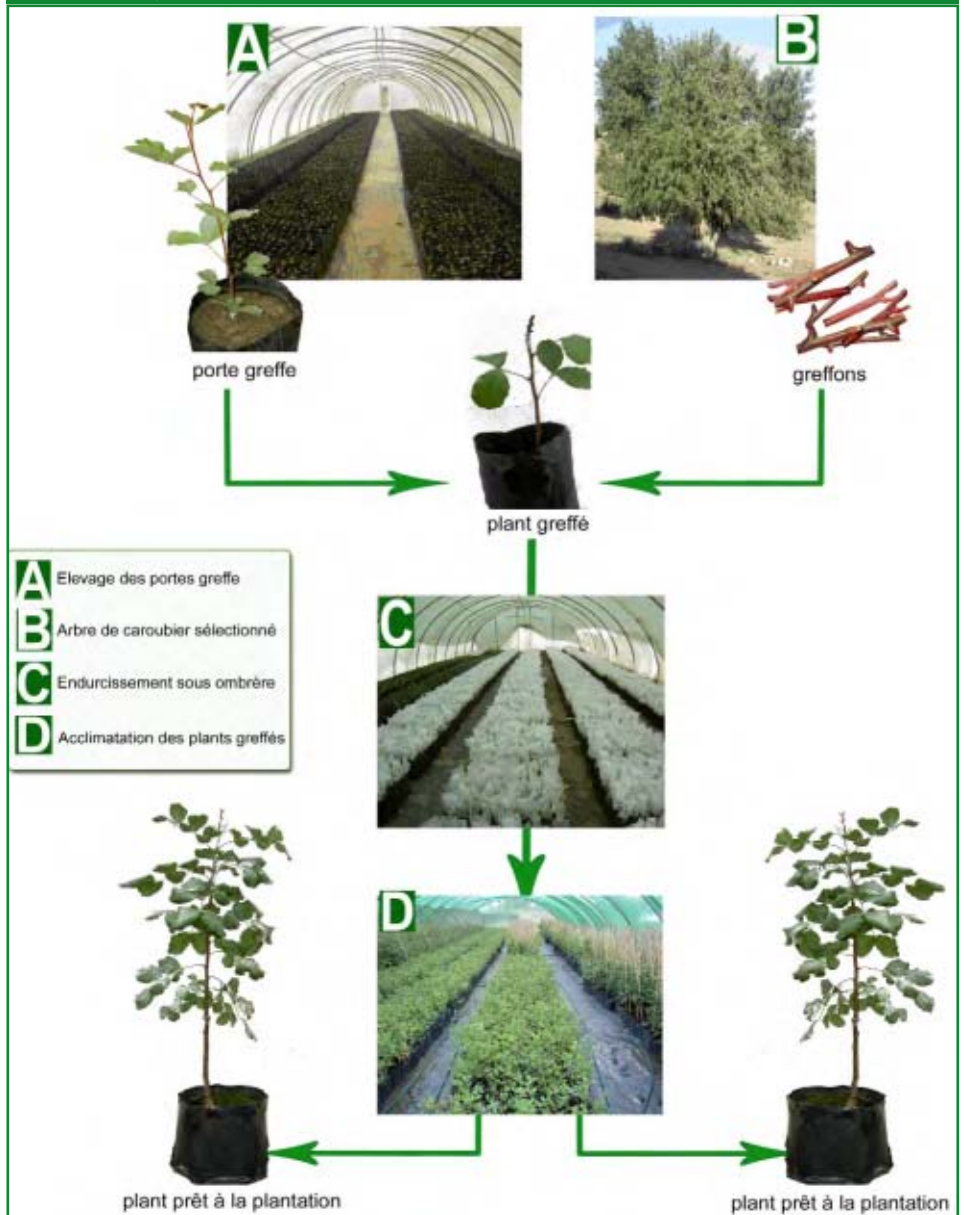 A
B
porte greffe
greffons
plant greffé
A Elevage des portes greffe
B Arbre de caroubier sélectionné
C Endurcissement sous ombrère
D Acclimatation des plants greffés
C
D
plant prêt à la plantation
plant prêt à la plantation